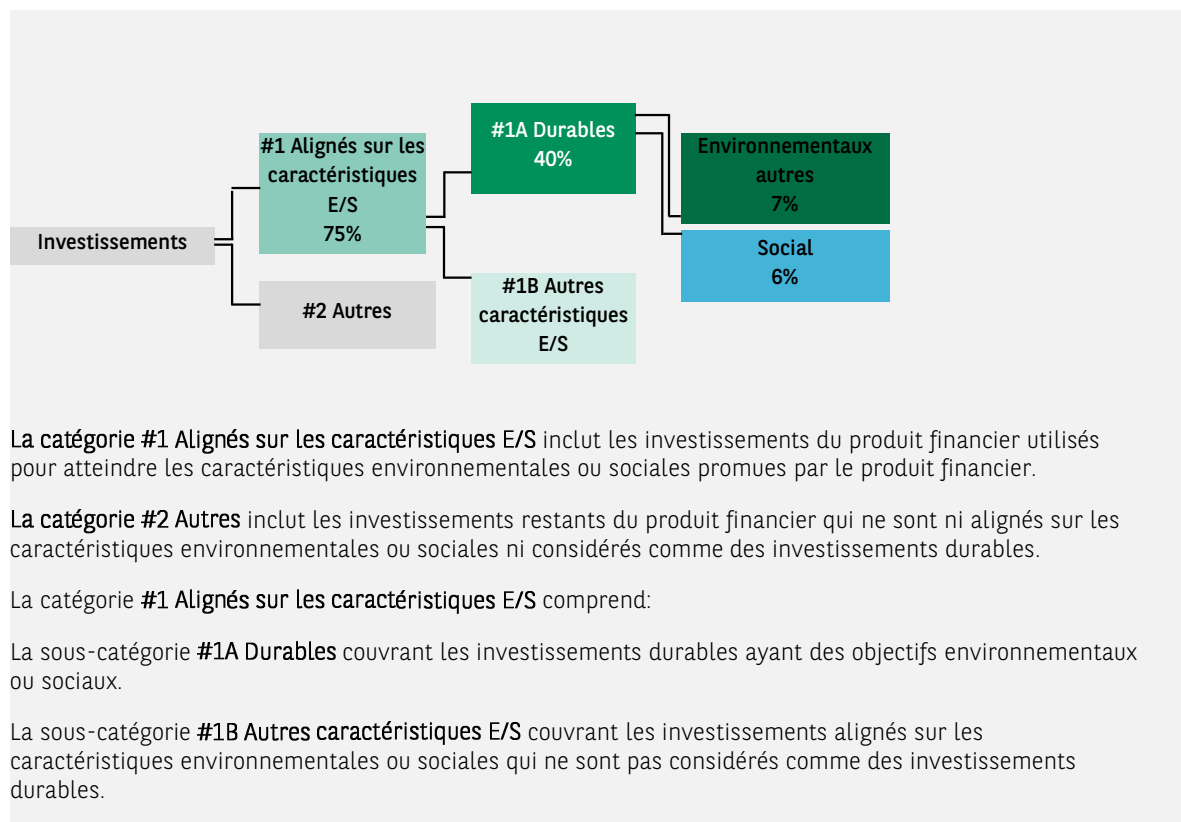 #1A Durables
40%
#1 Alignés sur les
caractéristiques
E/S
75%
Environnementaux
autres
7%
Investissements
Social
6%
#2 Autres
#1B Autres
caractéristiques
E/S
La catégorie #1 Alignés sur les caractéristiques E/S inclut les investissements du produit financier utilisés
pour atteindre les caractéristiques environnementales ou sociales promues par le produit financier.
La catégorie #2 Autres inclut les investissements restants du produit financier qui ne sont ni alignés sur les
caractéristiques environnementales ou sociales ni considérés comme des investissements durables.
La catégorie #1 Alignés sur les caractéristiques E/S comprend:
La sous-catégorie #1A Durables couvrant les investissements durables ayant des objectifs environnementaux
ou sociaux.
La sous-catégorie #1B Autres caractéristiques E/S couvrant les investissements alignés sur les
caractéristiques environnementales ou sociales qui ne sont pas considérés comme des investissements
durables.